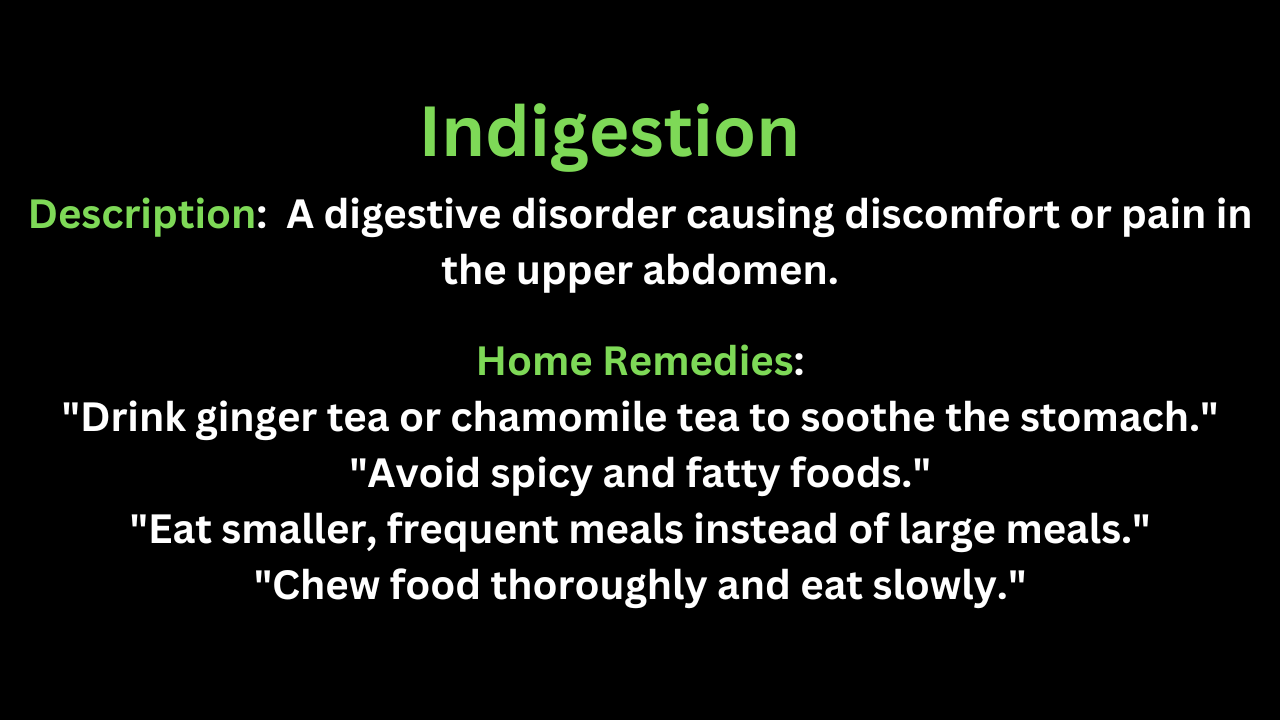 Indigestion
Description:  A digestive disorder causing discomfort or pain in
the upper abdomen.
Home Remedies:
"Drink ginger tea or chamomile tea to soothe the stomach."
"Avoid spicy and fatty foods."
"Eat smaller, frequent meals instead of large meals."
"Chew food thoroughly and eat slowly."